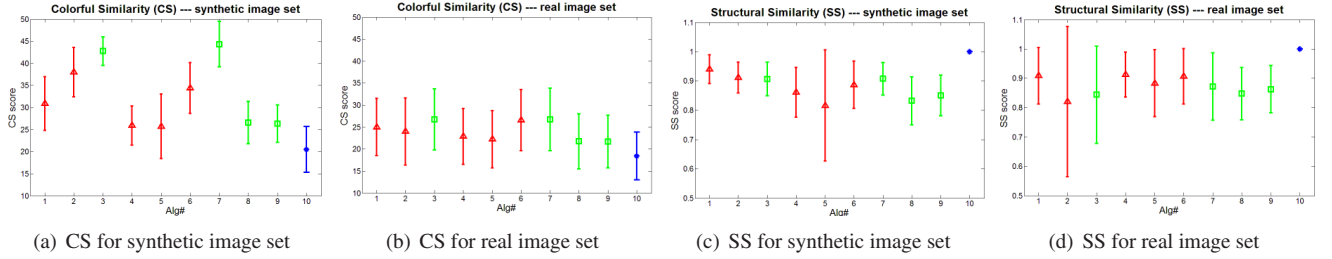 Colorful Similarity (CS) --- synthetic image set
50
45
40
35
30
25
20
15
10
CS score
1 2 3 4 5 6 7 8 9 10
Alg#
(a) CS for synthetic image set
Colorful Similarity (CS) --- real image set
50
45
40
35
30
25
20
15
10
CS score
1 2 3 4 5 6 7 8 9 10
Alg#
(b) CS for real image set
Structural Similarity (SS) --- synthetic image set
1.1
1
0.9
0.8
0.7
0.6
0.5
SS score
1 2 3 4 5 6 7 8 9 10
Alg#
(c) SS for synthetic image set
Structural Similarity (SS) --- real image set
1.1
1
0.9
0.8
0.7
0.6
0.5
SS score
1 2 3 4 5 6 7 8 9 10
Alg#
(d) SS for real image set